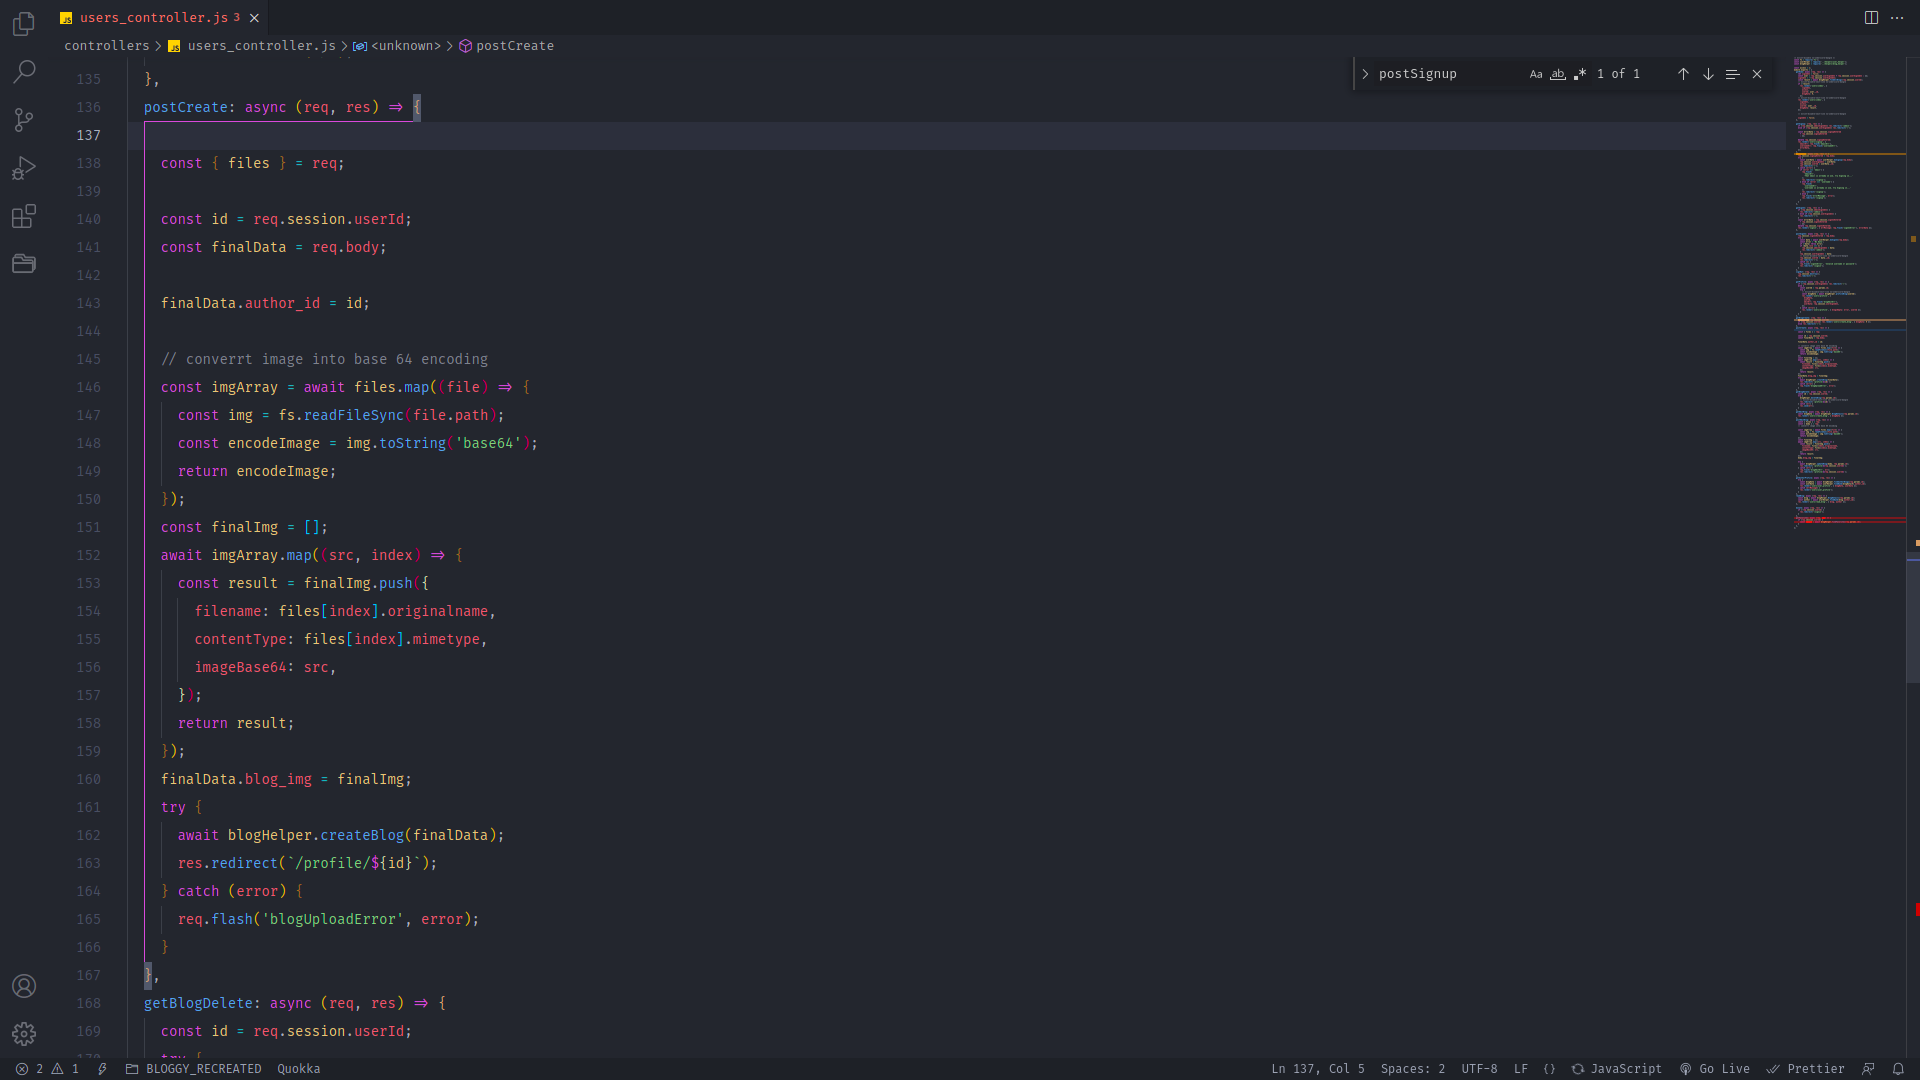 JS users_controller.js 3
controllers > JS users_controller.js > <unknown> > postCreate
postSignup Aa ab .* 1 of 1
135 },
136 postCreate: async (req, res) => {
137
138 const { files } = req;
139
140 const id = req.session.userId;
141 const finalData = req.body;
142
143 finalData.author_id = id;
144
145 // converrt image into base 64 encoding
146 const imgArray = await files.map((file) => {
147 const img = fs.readFileSync(file.path);
148 const encodeImage = img.toString('base64');
149 return encodeImage;
150 });
151 const finalImg = [];
152 await imgArray.map((src, index) => {
153 const result = finalImg.push({
154 filename: files[index].originalname,
155 contentType: files[index].mimetype,
156 imageBase64: src,
157 });
158 return result;
159 });
160 finalData.blog_img = finalImg;
161 try {
162 await blogHelper.createBlog(finalData);
163 res.redirect(`/profile/${id}`);
164 } catch (error) {
165 req.flash('blogUploadError', error);
166 }
167 },
168 getBlogDelete: async (req, res) => {
169 const id = req.session.userId;
170 try {
2 1 BLOGGY_RECREATED Quokka Ln 137, Col 5 Spaces: 2 UTF-8 LF {} JavaScript Go Live Prettier